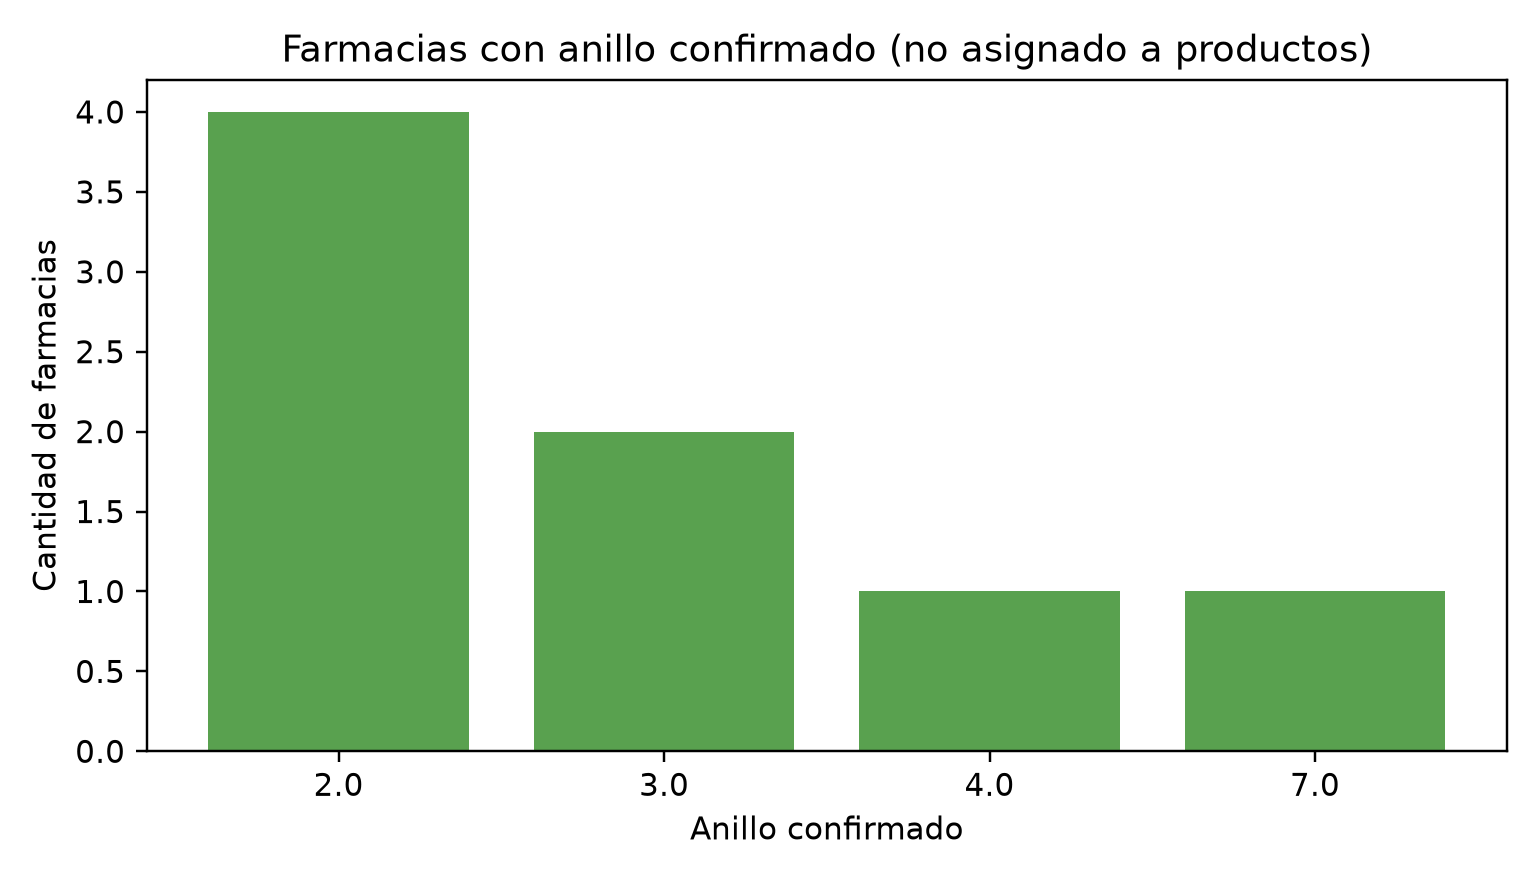 Farmacias con anillo confirmado (no asignado a productos)
4.0
3.5
3.0
2.5
2.0
1.5
1.0
0.5
0.0
Cantidad de farmacias
2.0 3.0 4.0 7.0
Anillo confirmado